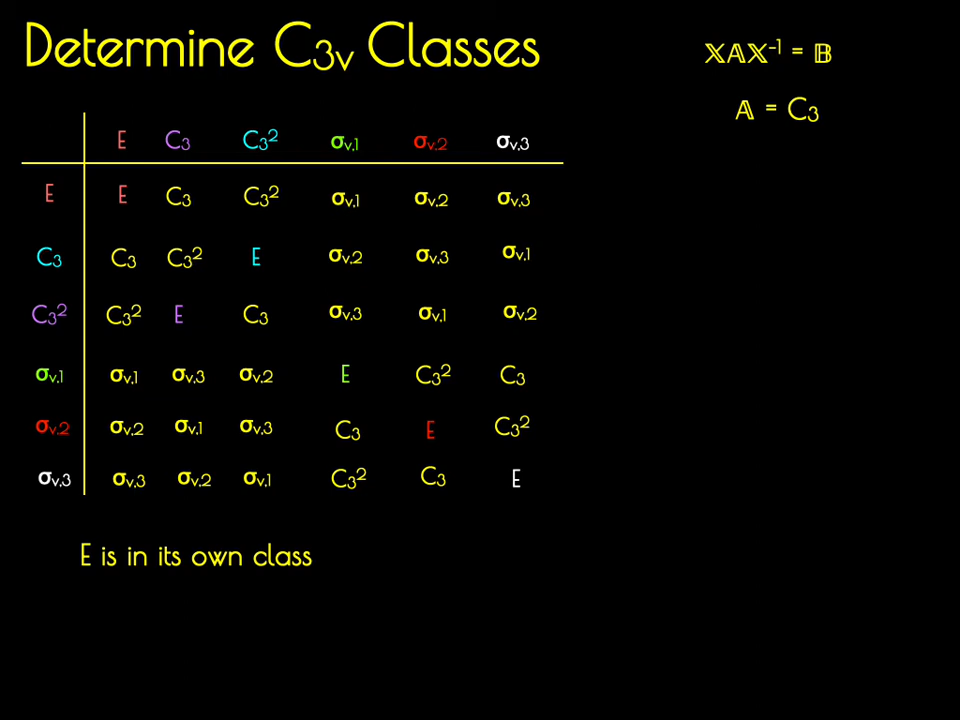 Determine C₃ᵥ Classes
𝕏𝔸𝕏⁻¹ = 𝔹
𝔸 = C₃
E C₃ C₃² σᵥ,₁ σᵥ,₂ σᵥ,₃
E E C₃ C₃² σᵥ,₁ σᵥ,₂ σᵥ,₃
C₃ C₃ C₃² E σᵥ,₂ σᵥ,₃ σᵥ,₁
C₃² C₃² E C₃ σᵥ,₃ σᵥ,₁ σᵥ,₂
σᵥ,₁ σᵥ,₁ σᵥ,₃ σᵥ,₂ E C₃² C₃
σᵥ,₂ σᵥ,₂ σᵥ,₁ σᵥ,₃ C₃ E C₃²
σᵥ,₃ σᵥ,₃ σᵥ,₂ σᵥ,₁ C₃² C₃ E
E is in its own class